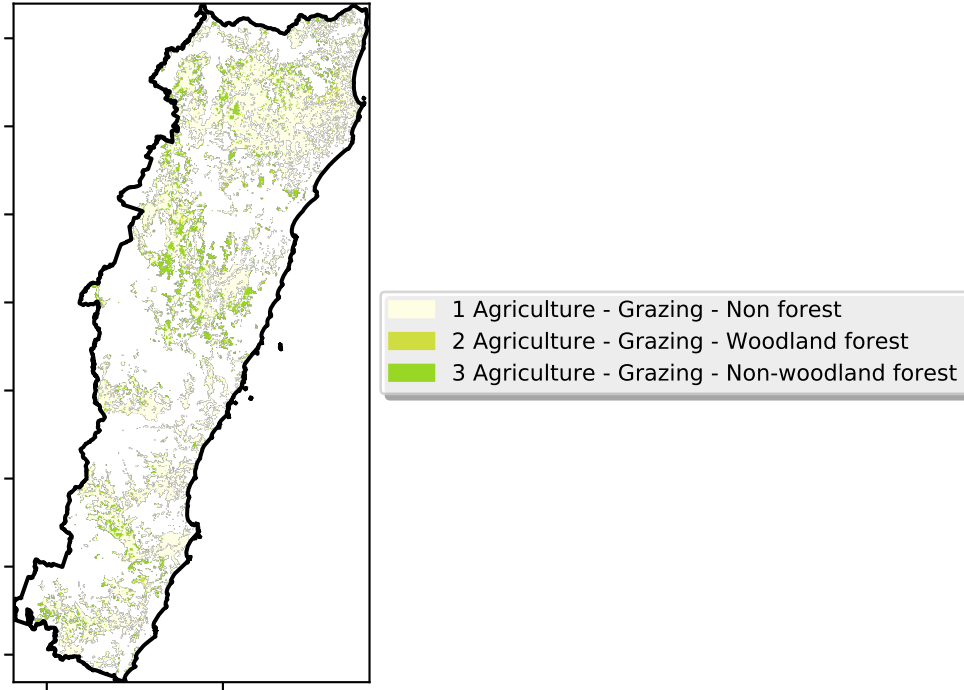 1 Agriculture - Grazing - Non forest
2 Agriculture - Grazing - Woodland forest
3 Agriculture - Grazing - Non-woodland forest